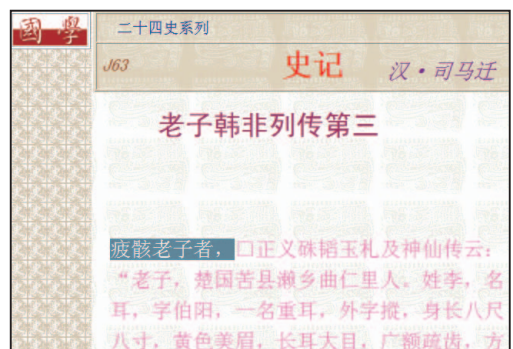 國學
二十四史系列
J63
史记
汉·司马迁
老子韩非列传第三
疲骸老子者，□正义硃韬玉札及神仙传云：
“老子，楚国苦县濑乡曲仁里人。姓李，名
耳，字伯阳，一名重耳，外字摐，身长八尺
八寸，黄色美眉，长耳大目，广额疏齿，方